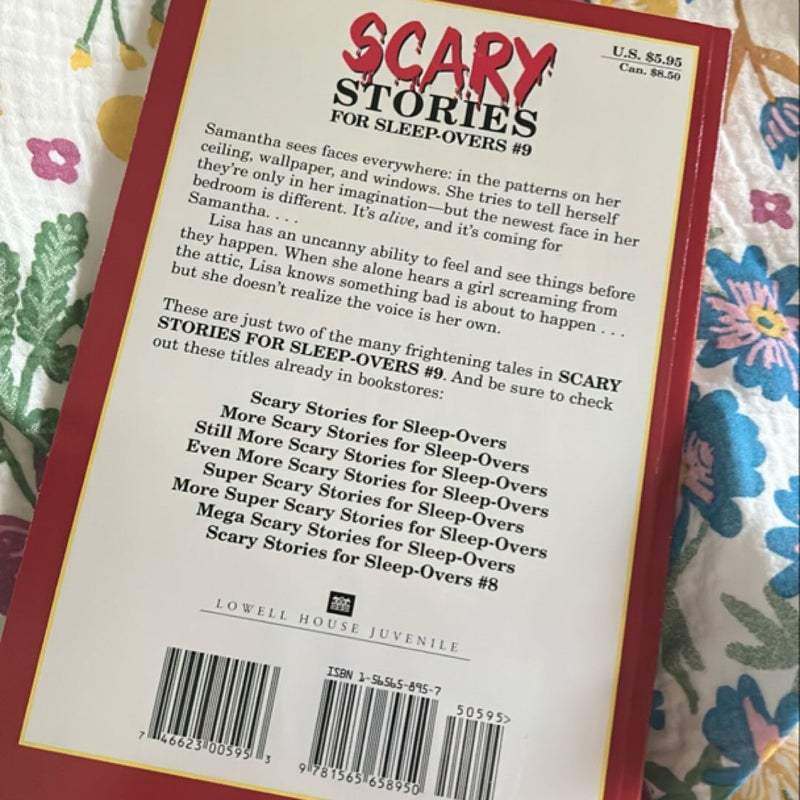 SCARY
STORIES
FOR SLEEP-OVERS #9
U.S. $5.95
Can. $8.50
Samantha sees faces everywhere: in the patterns on her
ceiling, wallpaper, and windows. She tries to tell herself
they're only in her imagination—but the newest face in her
bedroom is different. It's alive, and it's coming for
Samantha. . . .
Lisa has an uncanny ability to feel and see things before
they happen. When she alone hears a girl screaming from
the attic, Lisa knows something bad is about to happen . . .
but she doesn't realize the voice is her own.
These are just two of the many frightening tales in SCARY
STORIES FOR SLEEP-OVERS #9. And be sure to check
out these titles already in bookstores:
Scary Stories for Sleep-Overs
More Scary Stories for Sleep-Overs
Still More Scary Stories for Sleep-Overs
Even More Scary Stories for Sleep-Overs
Super Scary Stories for Sleep-Overs
More Super Scary Stories for Sleep-Overs
Mega Scary Stories for Sleep-Overs
Scary Stories for Sleep-Overs #8
LOWELL HOUSE JUVENILE
ISBN 1-56565-895-7
50595>
7 46623 00595 3
9 781565 658950